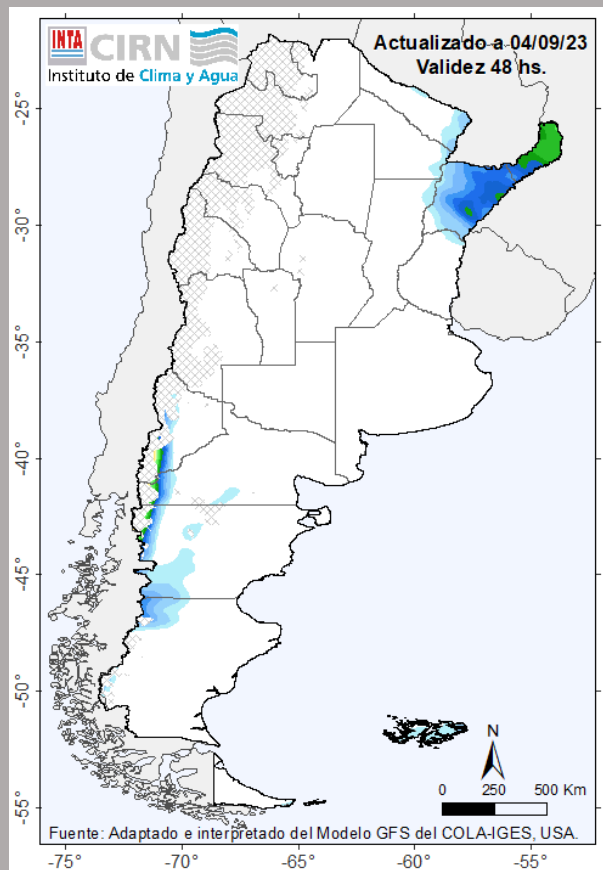 INTA CIRN
Instituto de Clima y Agua
Actualizado a 04/09/23
Validez 48 hs.
-25°
-30°
-35°
-40°
-45°
-50°
-55°
N
0 250 500 Km
Fuente: Adaptado e interpretado del Modelo GFS del COLA-IGES, USA.
-75° -70° -65° -60° -55°